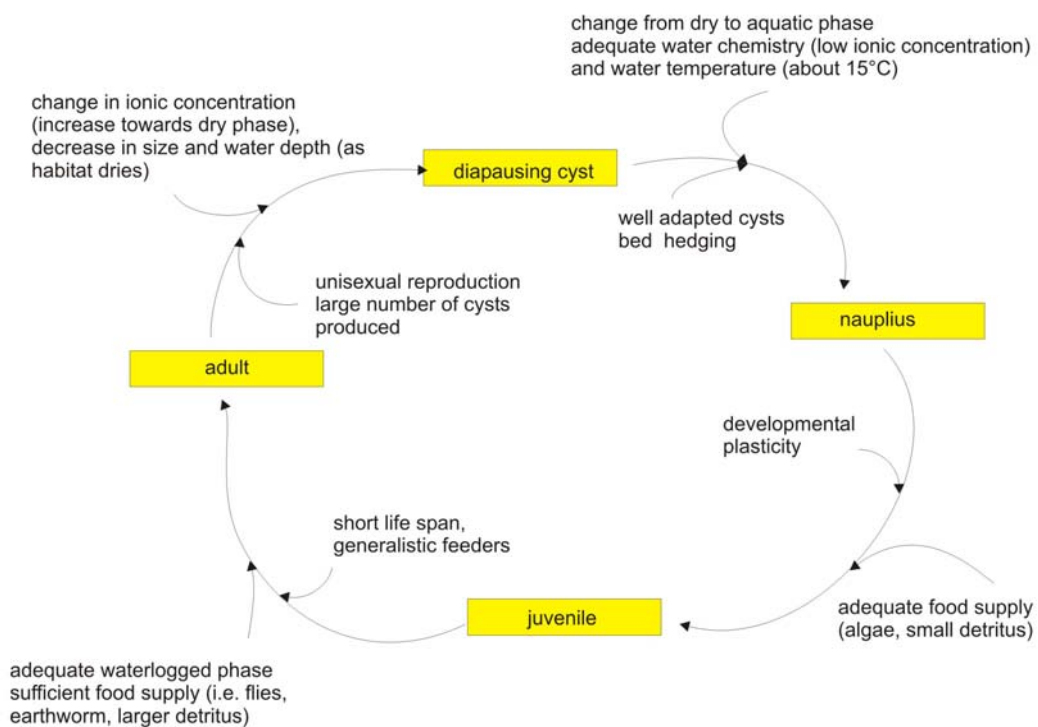 change from dry to aquatic phase
adequate water chemistry (low ionic concentration)
and water temperature (about 15°C)
change in ionic concentration
(increase towards dry phase),
decrease in size and water depth (as
habitat dries)
diapausing cyst
well adapted cysts
bed hedging
unisexual reproduction
large number of cysts
produced
nauplius
adult
developmental
plasticity
short life span,
generalistic feeders
adequate food supply
(algae, small detritus)
juvenile
adequate waterlogged phase
sufficient food supply (i.e. flies,
earthworm, larger detritus)